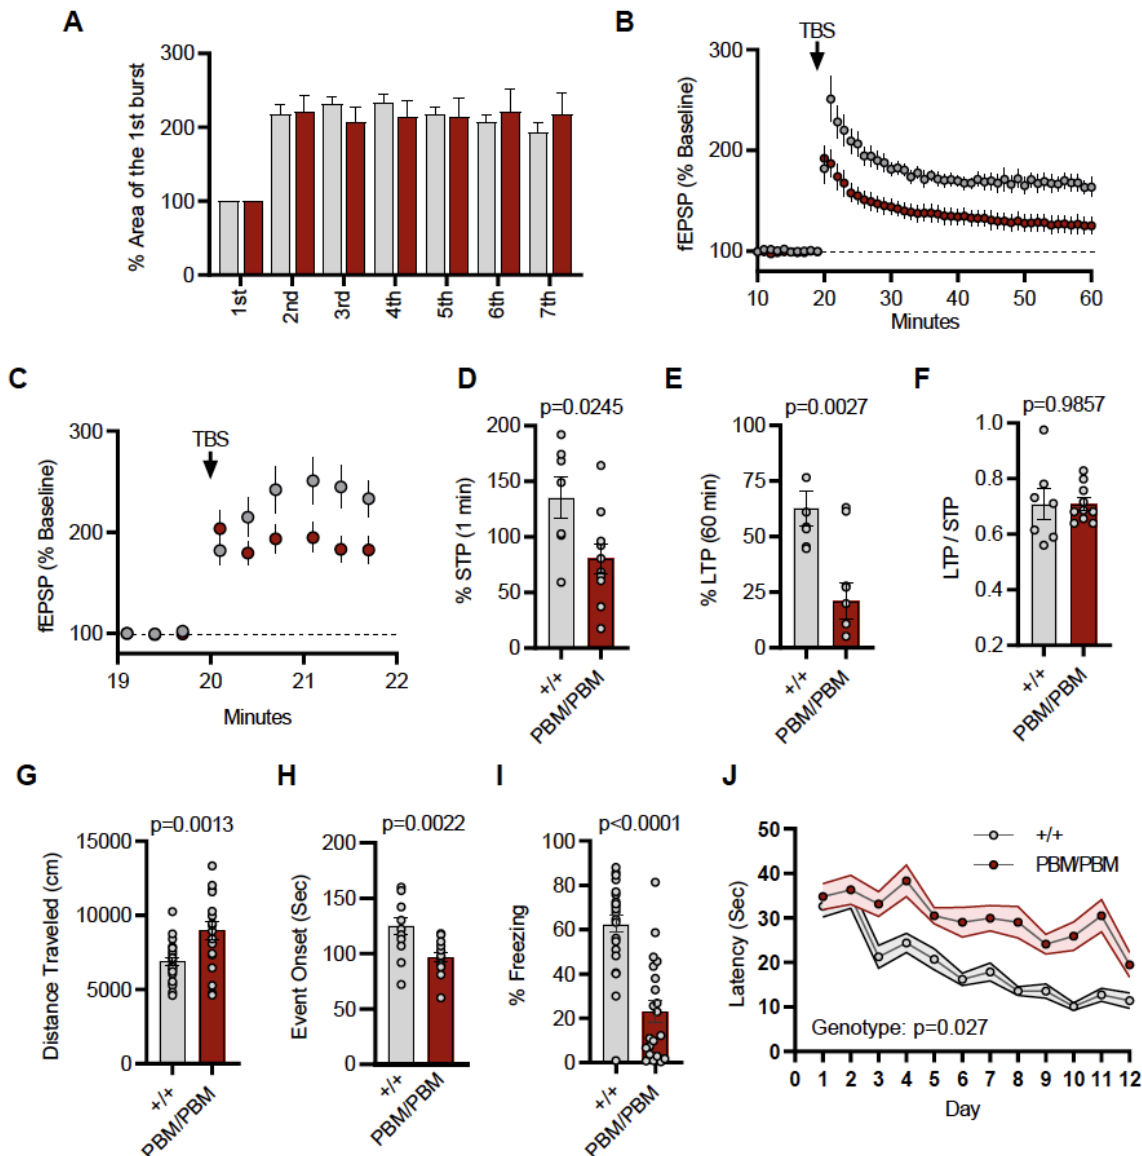 A
% Area of the 1st burst
300
200
100
0
1st
2nd
3rd
4th
5th
6th
7th
B
TBS
fEPSP (% Baseline)
300
200
100
10 20 30 40 50 60
Minutes
C
TBS
fEPSP (% Baseline)
300
200
100
19 20 21 22
Minutes
D
p=0.0245
% STP (1 min)
200
150
100
50
0
+/+
PBM/PBM
E
p=0.0027
% LTP (60 min)
100
75
50
25
0
+/+
PBM/PBM
F
p=0.9857
LTP / STP
1.0
0.8
0.6
0.4
0.2
+/+
PBM/PBM
G
p=0.0013
Distance Traveled (cm)
15000
10000
5000
0
+/+
PBM/PBM
H
p=0.0022
Event Onset (Sec)
200
150
100
50
0
+/+
PBM/PBM
I
p<0.0001
% Freezing
100
80
60
40
20
0
+/+
PBM/PBM
J
+/+
PBM/PBM
Latency (Sec)
50
40
30
20
10
0
Genotype: p=0.027
0 1 2 3 4 5 6 7 8 9 10 11 12
Day